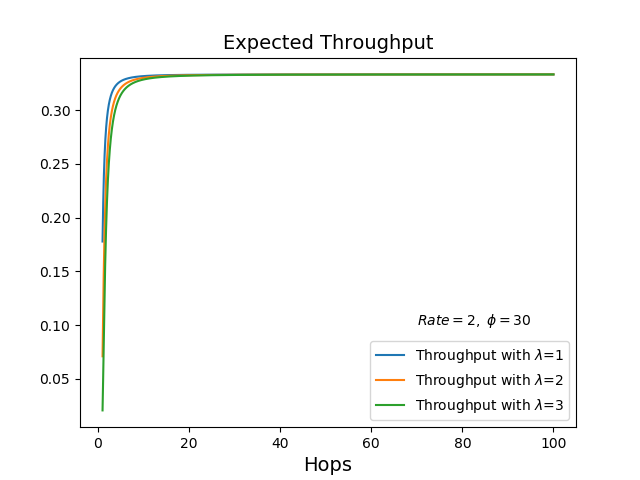 Expected Throughput
0.30
0.25
0.20
0.15
0.10
0.05
Rate = 2, ϕ = 30
Throughput with λ=1
Throughput with λ=2
Throughput with λ=3
0 20 40 60 80 100
Hops